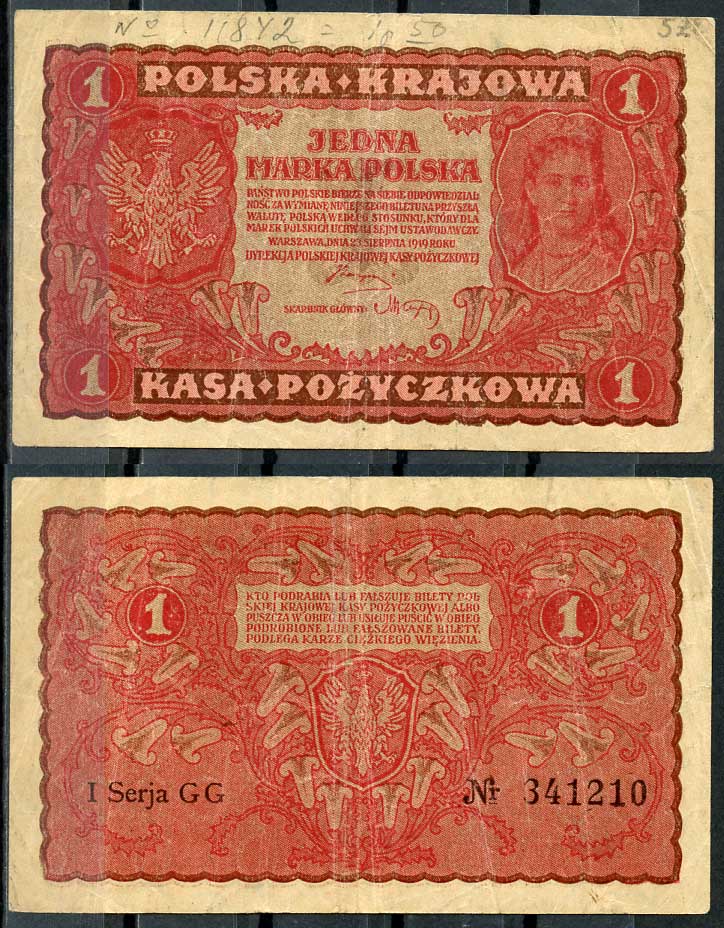 No 11842 = 1,50 5zł
1 POLSKA KRAJOWA 1
JEDNA
MARKA POLSKA
PAŃSTWO POLSKIE BIERZE NA SIEBIE ODPOWIEDZIAL
NOŚĆ ZA WYMIANĘ NINIEJSZEGO BILETU NA PRZYSZŁĄ
WALUTĘ POLSKĄ WEDŁUG STOSUNKU, KTÓRY DLA
MAREK POLSKICH UCHWALI SEJM USTAWODAWCZY
WARSZAWA, DNIA 23 SIERPNIA 1919 ROKU
DYREKCJA POLSKIEJ KRAJOWEJ KASY POŻYCZKOWEJ
SKARBNIK GŁÓWNY
1 KASA POŻYCZKOWA 1
KTO PODRABIA LUB FAŁSZUJE BILETY POL
SKIEJ KRAJOWEJ KASY POŻYCZKOWEJ ALBO
PUSZCZA W OBIEG LUB USIŁUJE PUŚCIĆ W OBIEG
PODROBIONE LUB FAŁSZOWANE BILETY,
PODLEGA KARZE CIĘŻKIEGO WIĘZIENIA
1 1
I Serja GG Nr 341210